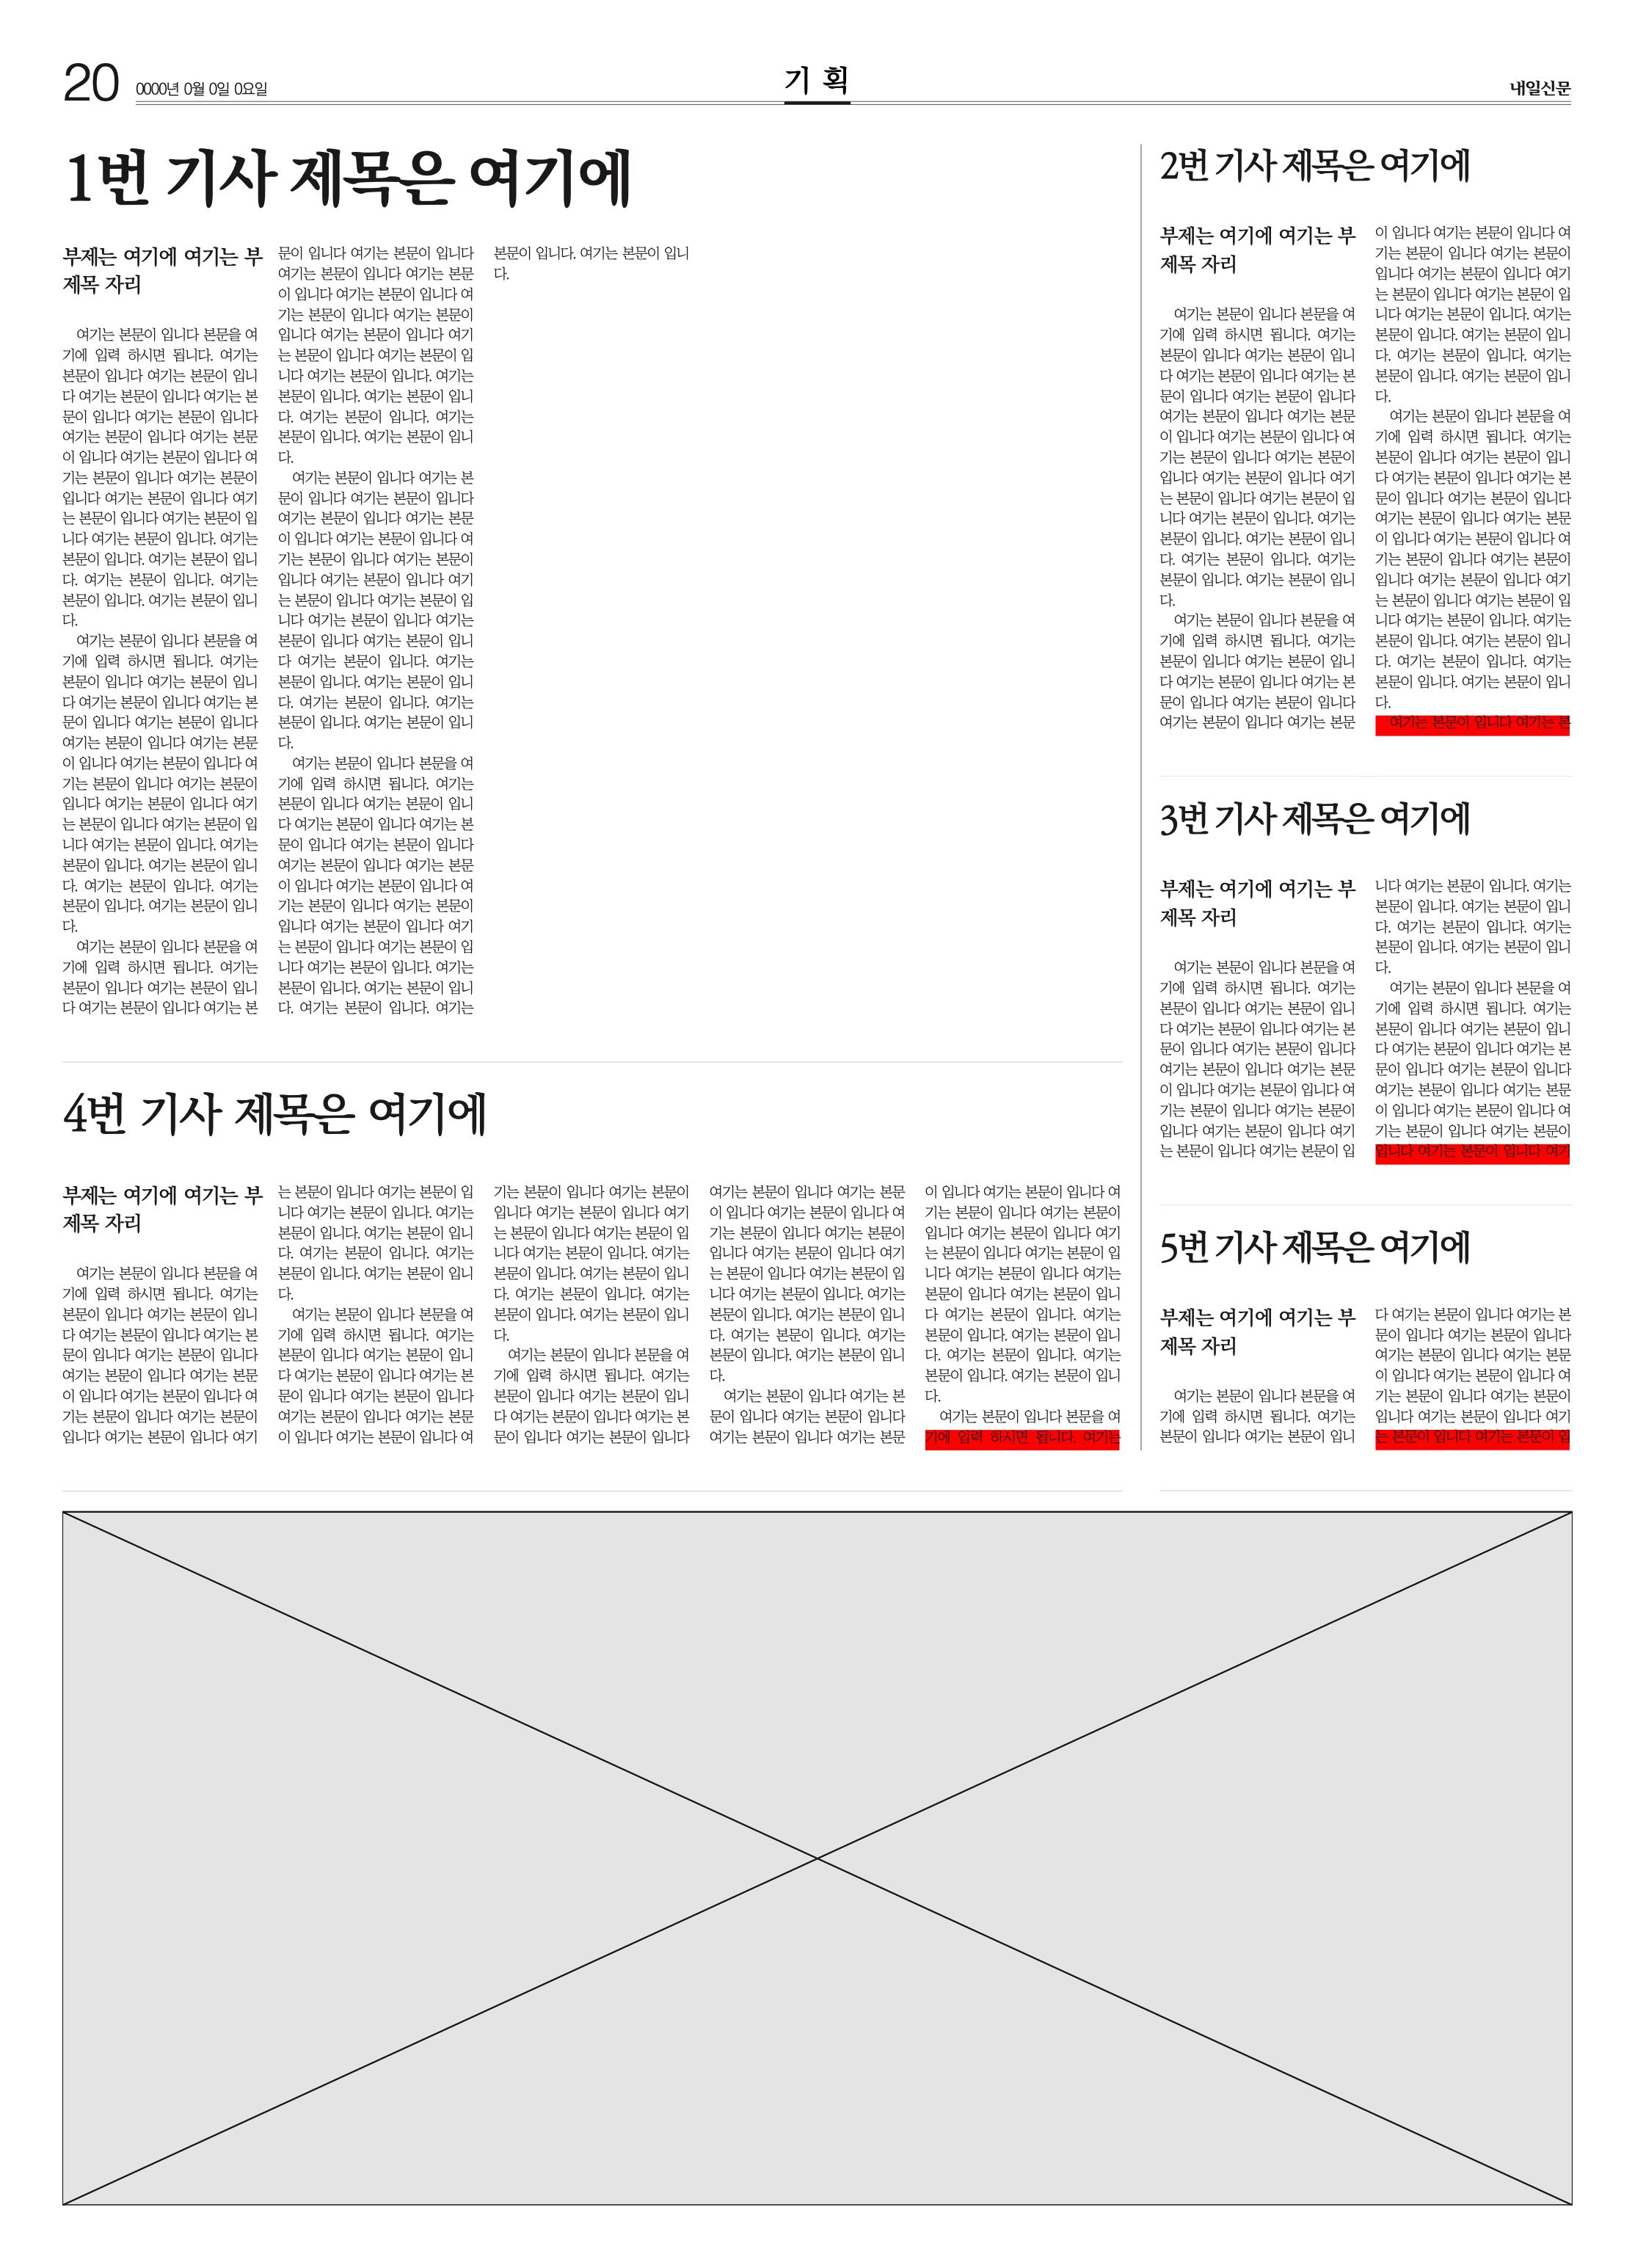 20 0000년 0월 0일 0요일
기 획
내일신문
1번 기사 제목은 여기에
부제는 여기에 여기는 부
제목 자리
여기는 본문이 입니다 본문을 여
기에 입력 하시면 됩니다. 여기는
본문이 입니다 여기는 본문이 입니
다 여기는 본문이 입니다 여기는 본
문이 입니다 여기는 본문이 입니다
여기는 본문이 입니다 여기는 본문
이 입니다 여기는 본문이 입니다 여
기는 본문이 입니다 여기는 본문이
입니다 여기는 본문이 입니다 여기
는 본문이 입니다 여기는 본문이 입
니다 여기는 본문이 입니다. 여기는
본문이 입니다. 여기는 본문이 입니
다. 여기는 본문이 입니다. 여기는
본문이 입니다. 여기는 본문이 입니
다.
여기는 본문이 입니다 본문을 여
기에 입력 하시면 됩니다. 여기는
본문이 입니다 여기는 본문이 입니
다 여기는 본문이 입니다 여기는 본
문이 입니다 여기는 본문이 입니다
여기는 본문이 입니다 여기는 본문
이 입니다 여기는 본문이 입니다 여
기는 본문이 입니다 여기는 본문이
입니다 여기는 본문이 입니다 여기
는 본문이 입니다 여기는 본문이 입
니다 여기는 본문이 입니다. 여기는
본문이 입니다. 여기는 본문이 입니
다. 여기는 본문이 입니다. 여기는
본문이 입니다. 여기는 본문이 입니
다.
여기는 본문이 입니다 본문을 여
기에 입력 하시면 됩니다. 여기는
본문이 입니다 여기는 본문이 입니
다 여기는 본문이 입니다 여기는 본
문이 입니다 여기는 본문이 입니다
여기는 본문이 입니다 여기는 본문
이 입니다 여기는 본문이 입니다 여
기는 본문이 입니다 여기는 본문이
입니다 여기는 본문이 입니다 여기
는 본문이 입니다 여기는 본문이 입
니다 여기는 본문이 입니다. 여기는
본문이 입니다. 여기는 본문이 입니
다. 여기는 본문이 입니다. 여기는
본문이 입니다. 여기는 본문이 입니
다.
여기는 본문이 입니다 여기는 본
문이 입니다 여기는 본문이 입니다
여기는 본문이 입니다 여기는 본문
이 입니다 여기는 본문이 입니다 여
기는 본문이 입니다 여기는 본문이
입니다 여기는 본문이 입니다 여기
는 본문이 입니다 여기는 본문이 입
니다 여기는 본문이 입니다 여기는
본문이 입니다 여기는 본문이 입니
다 여기는 본문이 입니다. 여기는
본문이 입니다. 여기는 본문이 입니
다. 여기는 본문이 입니다. 여기는
본문이 입니다. 여기는 본문이 입니
다.
여기는 본문이 입니다 본문을 여
기에 입력 하시면 됩니다. 여기는
본문이 입니다 여기는 본문이 입니
다 여기는 본문이 입니다 여기는 본
문이 입니다 여기는 본문이 입니다
여기는 본문이 입니다 여기는 본문
이 입니다 여기는 본문이 입니다 여
기는 본문이 입니다 여기는 본문이
입니다 여기는 본문이 입니다 여기
는 본문이 입니다 여기는 본문이 입
니다 여기는 본문이 입니다. 여기는
본문이 입니다. 여기는 본문이 입니
다. 여기는 본문이 입니다. 여기는
본문이 입니다. 여기는 본문이 입니
다.
2번 기사 제목은 여기에
부제는 여기에 여기는 부
제목 자리
여기는 본문이 입니다 본문을 여
기에 입력 하시면 됩니다. 여기는
본문이 입니다 여기는 본문이 입니
다 여기는 본문이 입니다 여기는 본
문이 입니다 여기는 본문이 입니다
여기는 본문이 입니다 여기는 본문
이 입니다 여기는 본문이 입니다 여
기는 본문이 입니다 여기는 본문이
입니다 여기는 본문이 입니다 여기
는 본문이 입니다 여기는 본문이 입
니다 여기는 본문이 입니다. 여기는
본문이 입니다. 여기는 본문이 입니
다. 여기는 본문이 입니다. 여기는
본문이 입니다. 여기는 본문이 입니
다.
여기는 본문이 입니다 본문을 여
기에 입력 하시면 됩니다. 여기는
본문이 입니다 여기는 본문이 입니
다 여기는 본문이 입니다 여기는 본
문이 입니다 여기는 본문이 입니다
여기는 본문이 입니다 여기는 본문
이 입니다 여기는 본문이 입니다 여
기는 본문이 입니다 여기는 본문이
입니다 여기는 본문이 입니다 여기
는 본문이 입니다 여기는 본문이 입
니다 여기는 본문이 입니다. 여기는
본문이 입니다. 여기는 본문이 입니
다. 여기는 본문이 입니다. 여기는
본문이 입니다. 여기는 본문이 입니
다.
여기는 본문이 입니다 본문을 여
기에 입력 하시면 됩니다. 여기는
본문이 입니다 여기는 본문이 입니
다 여기는 본문이 입니다 여기는 본
문이 입니다 여기는 본문이 입니다
여기는 본문이 입니다 여기는 본문
이 입니다 여기는 본문이 입니다 여
기는 본문이 입니다 여기는 본문이
입니다 여기는 본문이 입니다 여기
는 본문이 입니다 여기는 본문이 입
니다 여기는 본문이 입니다. 여기는
본문이 입니다. 여기는 본문이 입니
다. 여기는 본문이 입니다. 여기는
본문이 입니다. 여기는 본문이 입니
다.
여기는 본문이 입니다 여기는 본
3번 기사 제목은 여기에
부제는 여기에 여기는 부
제목 자리
여기는 본문이 입니다 본문을 여
기에 입력 하시면 됩니다. 여기는
본문이 입니다 여기는 본문이 입니
다 여기는 본문이 입니다 여기는 본
문이 입니다 여기는 본문이 입니다
여기는 본문이 입니다 여기는 본문
이 입니다 여기는 본문이 입니다 여
기는 본문이 입니다 여기는 본문이
입니다 여기는 본문이 입니다 여기
는 본문이 입니다 여기는 본문이 입
니다 여기는 본문이 입니다. 여기는
본문이 입니다. 여기는 본문이 입니
다. 여기는 본문이 입니다. 여기는
본문이 입니다. 여기는 본문이 입니
다.
여기는 본문이 입니다 본문을 여
기에 입력 하시면 됩니다. 여기는
본문이 입니다 여기는 본문이 입니
다 여기는 본문이 입니다 여기는 본
문이 입니다 여기는 본문이 입니다
여기는 본문이 입니다 여기는 본문
이 입니다 여기는 본문이 입니다 여
기는 본문이 입니다 여기는 본문이
입니다 여기는 본문이 입니다 여기
4번 기사 제목은 여기에
부제는 여기에 여기는 부
제목 자리
여기는 본문이 입니다 본문을 여
기에 입력 하시면 됩니다. 여기는
본문이 입니다 여기는 본문이 입니
다 여기는 본문이 입니다 여기는 본
문이 입니다 여기는 본문이 입니다
여기는 본문이 입니다 여기는 본문
이 입니다 여기는 본문이 입니다 여
기는 본문이 입니다 여기는 본문이
입니다 여기는 본문이 입니다 여기
는 본문이 입니다 여기는 본문이 입
니다 여기는 본문이 입니다. 여기는
본문이 입니다. 여기는 본문이 입니
다. 여기는 본문이 입니다. 여기는
본문이 입니다. 여기는 본문이 입니
다.
여기는 본문이 입니다 본문을 여
기에 입력 하시면 됩니다. 여기는
본문이 입니다 여기는 본문이 입니
다 여기는 본문이 입니다 여기는 본
문이 입니다 여기는 본문이 입니다
여기는 본문이 입니다 여기는 본문
이 입니다 여기는 본문이 입니다 여
기는 본문이 입니다 여기는 본문이
입니다 여기는 본문이 입니다 여기
는 본문이 입니다 여기는 본문이 입
니다 여기는 본문이 입니다. 여기는
본문이 입니다. 여기는 본문이 입니
다. 여기는 본문이 입니다. 여기는
본문이 입니다. 여기는 본문이 입니
다.
여기는 본문이 입니다 본문을 여
기에 입력 하시면 됩니다. 여기는
본문이 입니다 여기는 본문이 입니
다 여기는 본문이 입니다 여기는 본
문이 입니다 여기는 본문이 입니다
여기는 본문이 입니다 여기는 본문
이 입니다 여기는 본문이 입니다 여
기는 본문이 입니다 여기는 본문이
입니다 여기는 본문이 입니다 여기
는 본문이 입니다 여기는 본문이 입
니다 여기는 본문이 입니다. 여기는
본문이 입니다. 여기는 본문이 입니
다. 여기는 본문이 입니다. 여기는
본문이 입니다. 여기는 본문이 입니
다.
여기는 본문이 입니다 여기는 본
문이 입니다 여기는 본문이 입니다
여기는 본문이 입니다 여기는 본문
이 입니다 여기는 본문이 입니다 여
기는 본문이 입니다 여기는 본문이
입니다 여기는 본문이 입니다 여기
는 본문이 입니다 여기는 본문이 입
니다 여기는 본문이 입니다 여기는
본문이 입니다 여기는 본문이 입니
다 여기는 본문이 입니다. 여기는
본문이 입니다. 여기는 본문이 입니
다. 여기는 본문이 입니다. 여기는
본문이 입니다. 여기는 본문이 입니
다.
여기는 본문이 입니다 본문을 여
기에 입력 하시면 됩니다. 여기는
5번 기사 제목은 여기에
부제는 여기에 여기는 부
제목 자리
여기는 본문이 입니다 본문을 여
기에 입력 하시면 됩니다. 여기는
본문이 입니다 여기는 본문이 입니
다 여기는 본문이 입니다 여기는 본
문이 입니다 여기는 본문이 입니다
여기는 본문이 입니다 여기는 본문
이 입니다 여기는 본문이 입니다 여
기는 본문이 입니다 여기는 본문이
입니다 여기는 본문이 입니다 여기
는 본문이 입니다 여기는 본문이 입